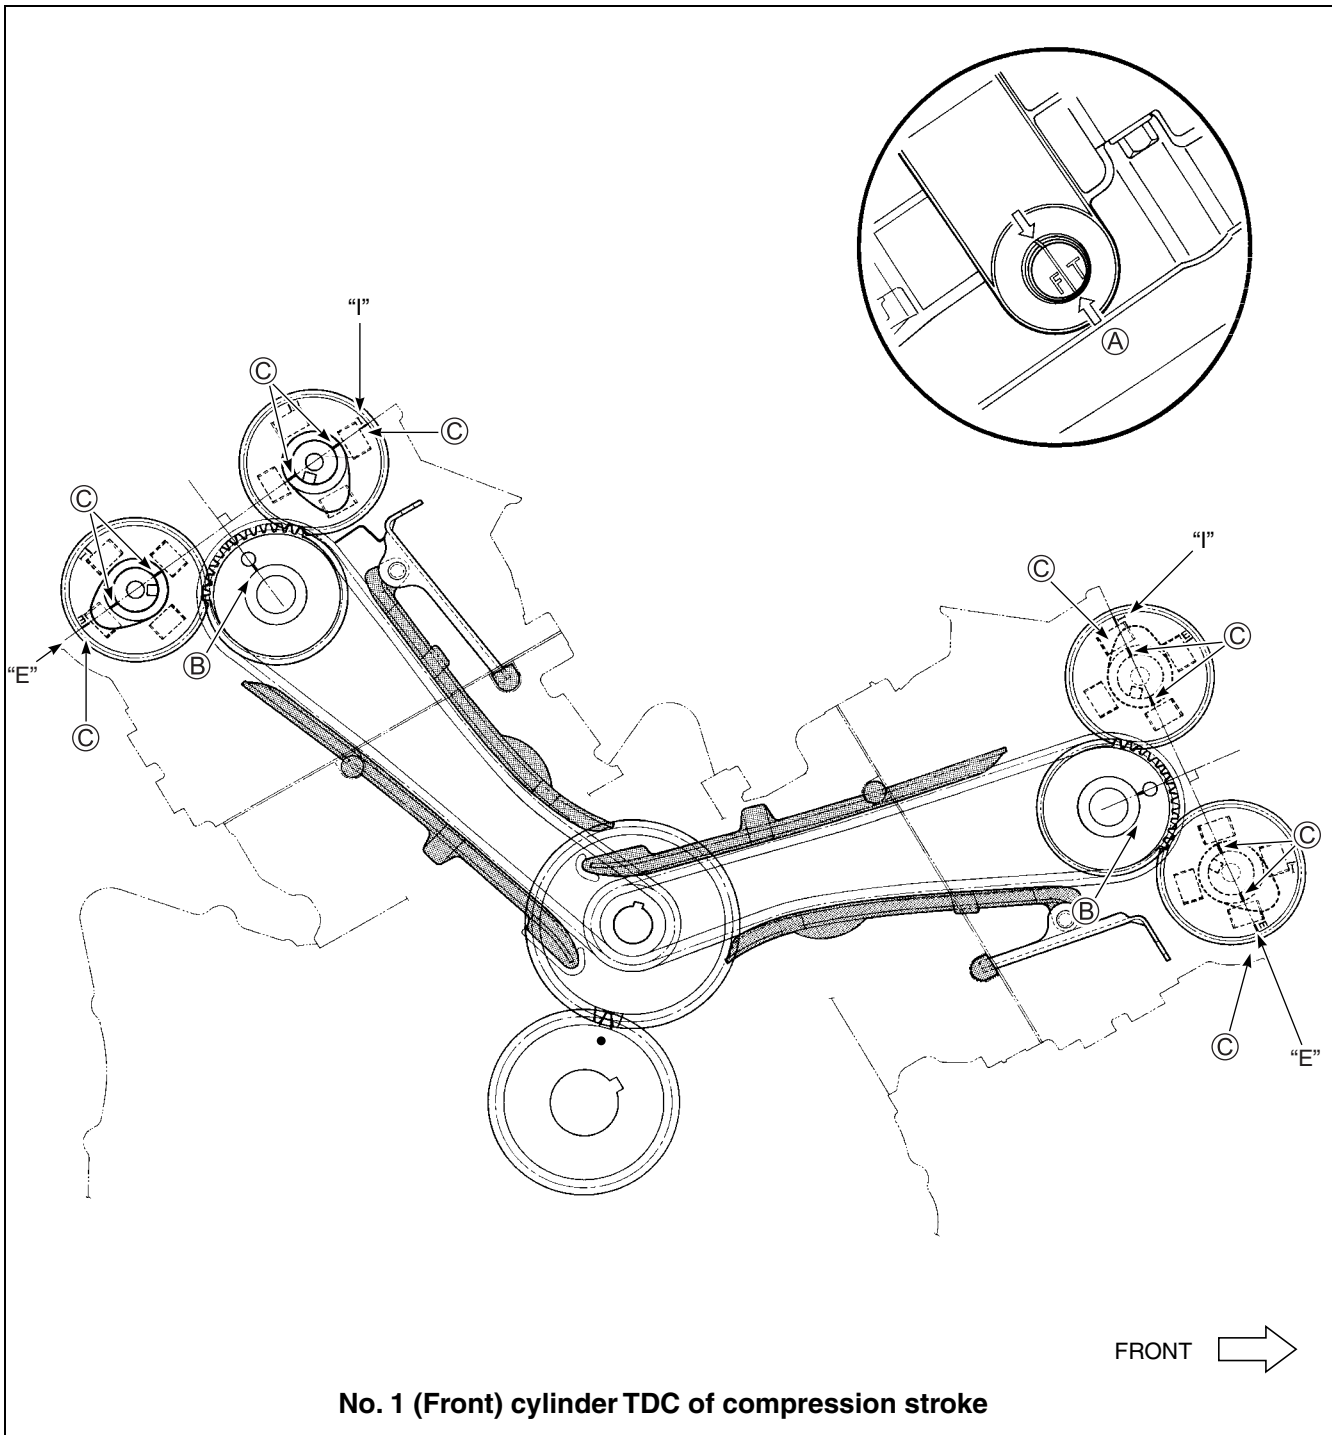 F T
Ⓐ
"I"
Ⓒ
Ⓒ
Ⓒ
"I"
Ⓒ
Ⓒ
"E"
Ⓑ
Ⓒ
Ⓒ
Ⓑ
Ⓒ
"E"
FRONT
No. 1 (Front) cylinder TDC of compression stroke